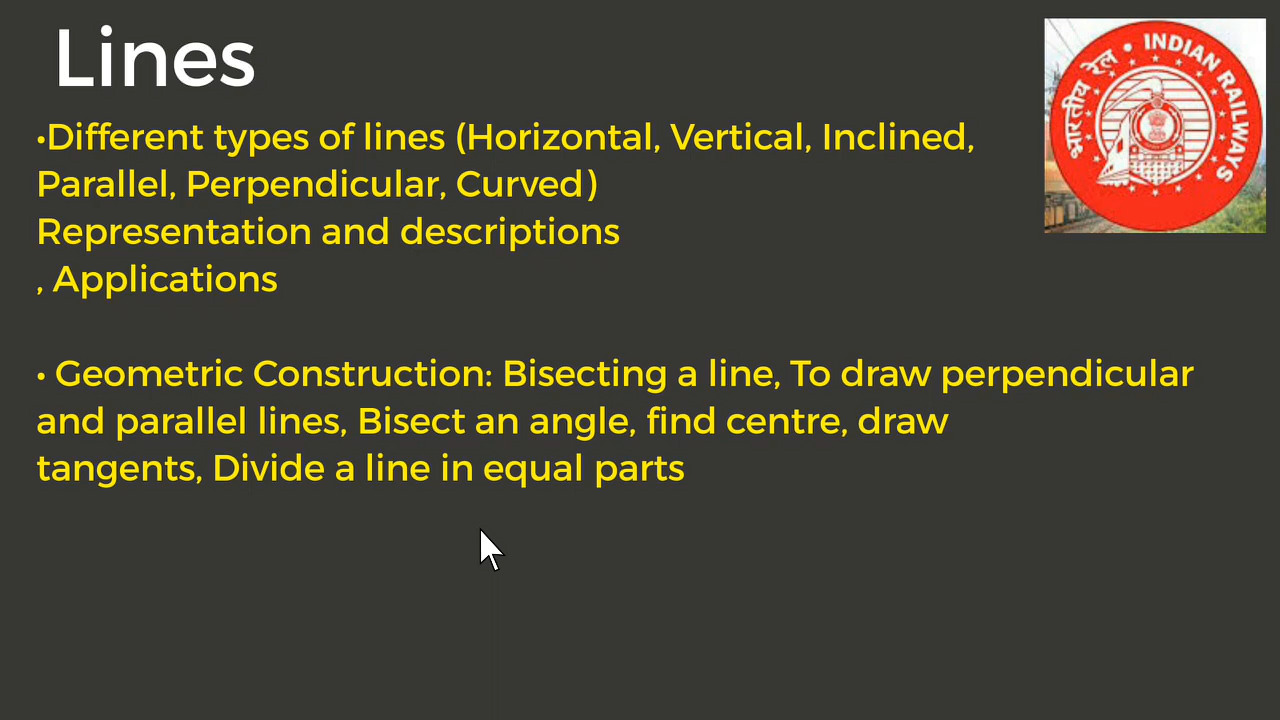 Lines
•Different types of lines (Horizontal, Vertical, Inclined,
Parallel, Perpendicular, Curved)
Representation and descriptions
, Applications
• Geometric Construction: Bisecting a line, To draw perpendicular
and parallel lines, Bisect an angle, find centre, draw
tangents, Divide a line in equal parts
भारतीय रेल • INDIAN RAILWAYS